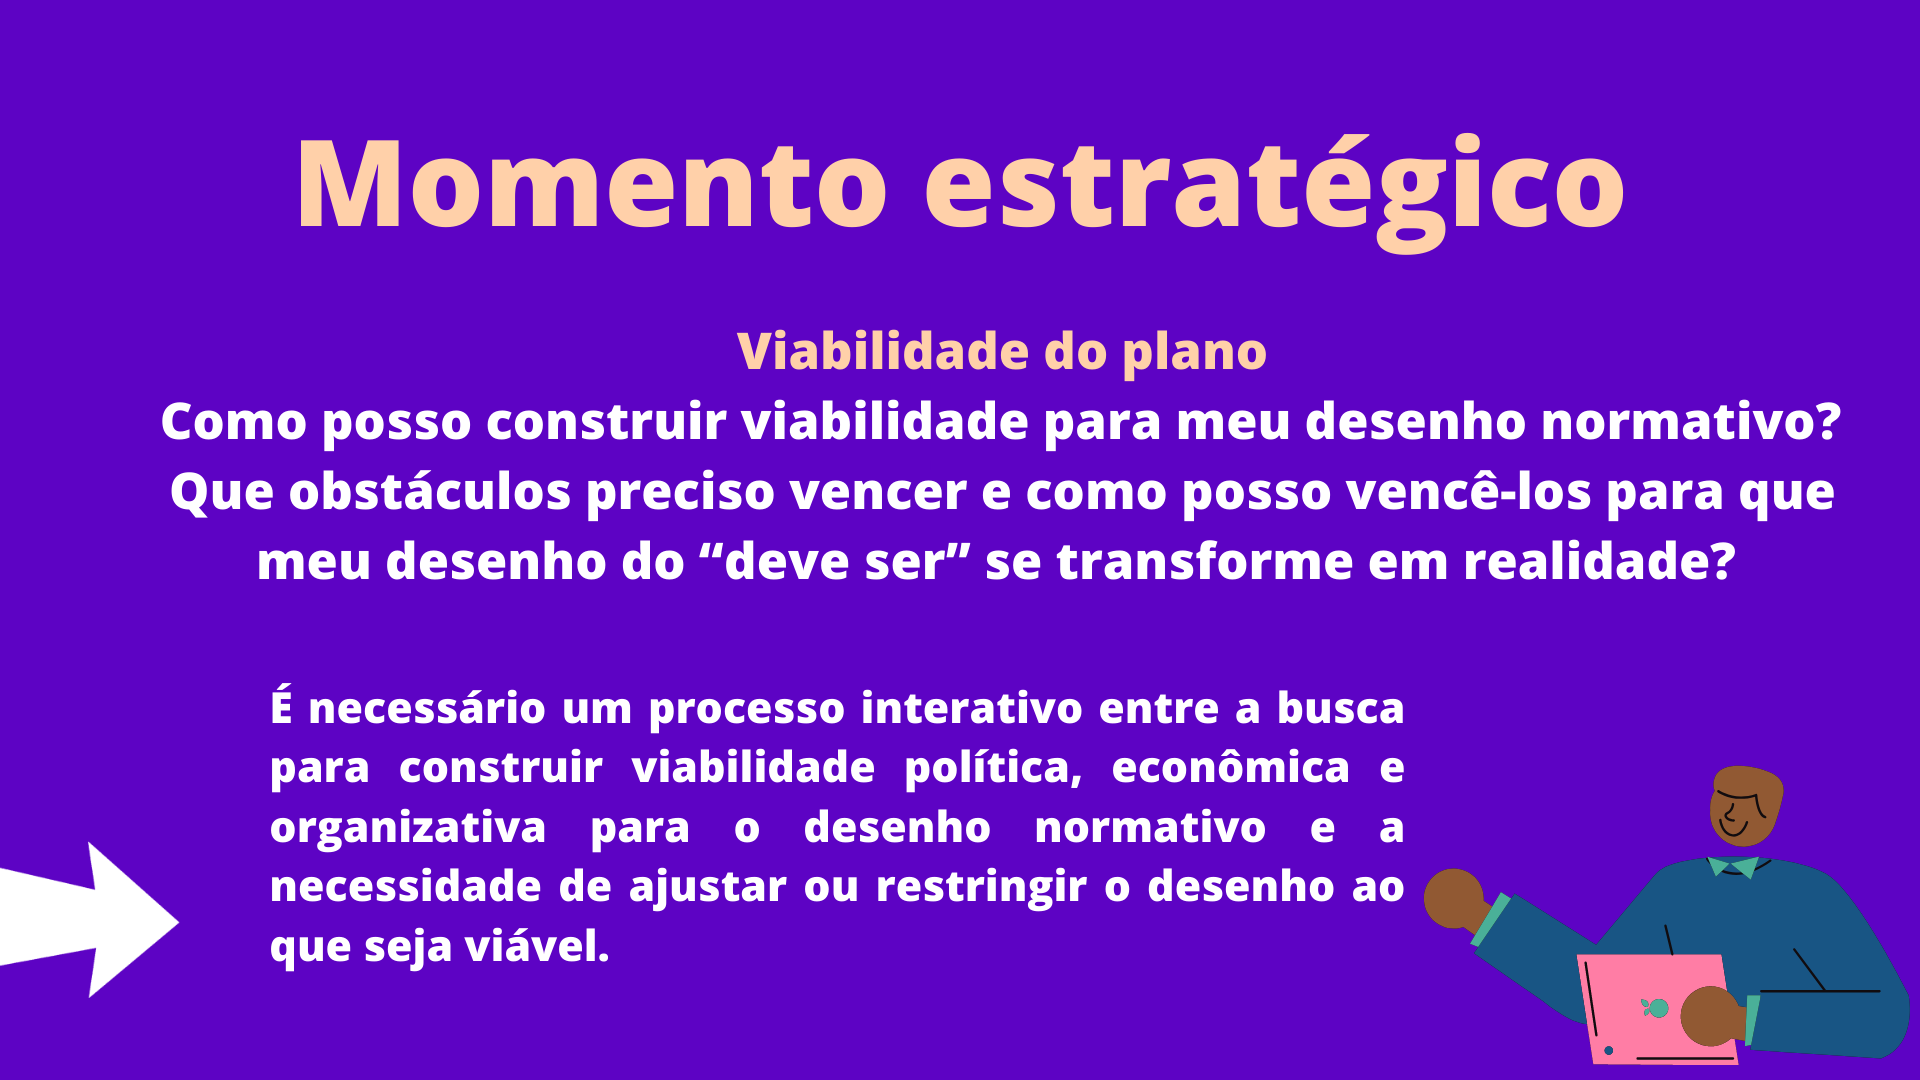 Momento estratégico
Viabilidade do plano
Como posso construir viabilidade para meu desenho normativo?
Que obstáculos preciso vencer e como posso vencê-los para que
meu desenho do “deve ser” se transforme em realidade?
É necessário um processo interativo entre a busca
para construir viabilidade política, econômica e
organizativa para o desenho normativo e a
necessidade de ajustar ou restringir o desenho ao
que seja viável.